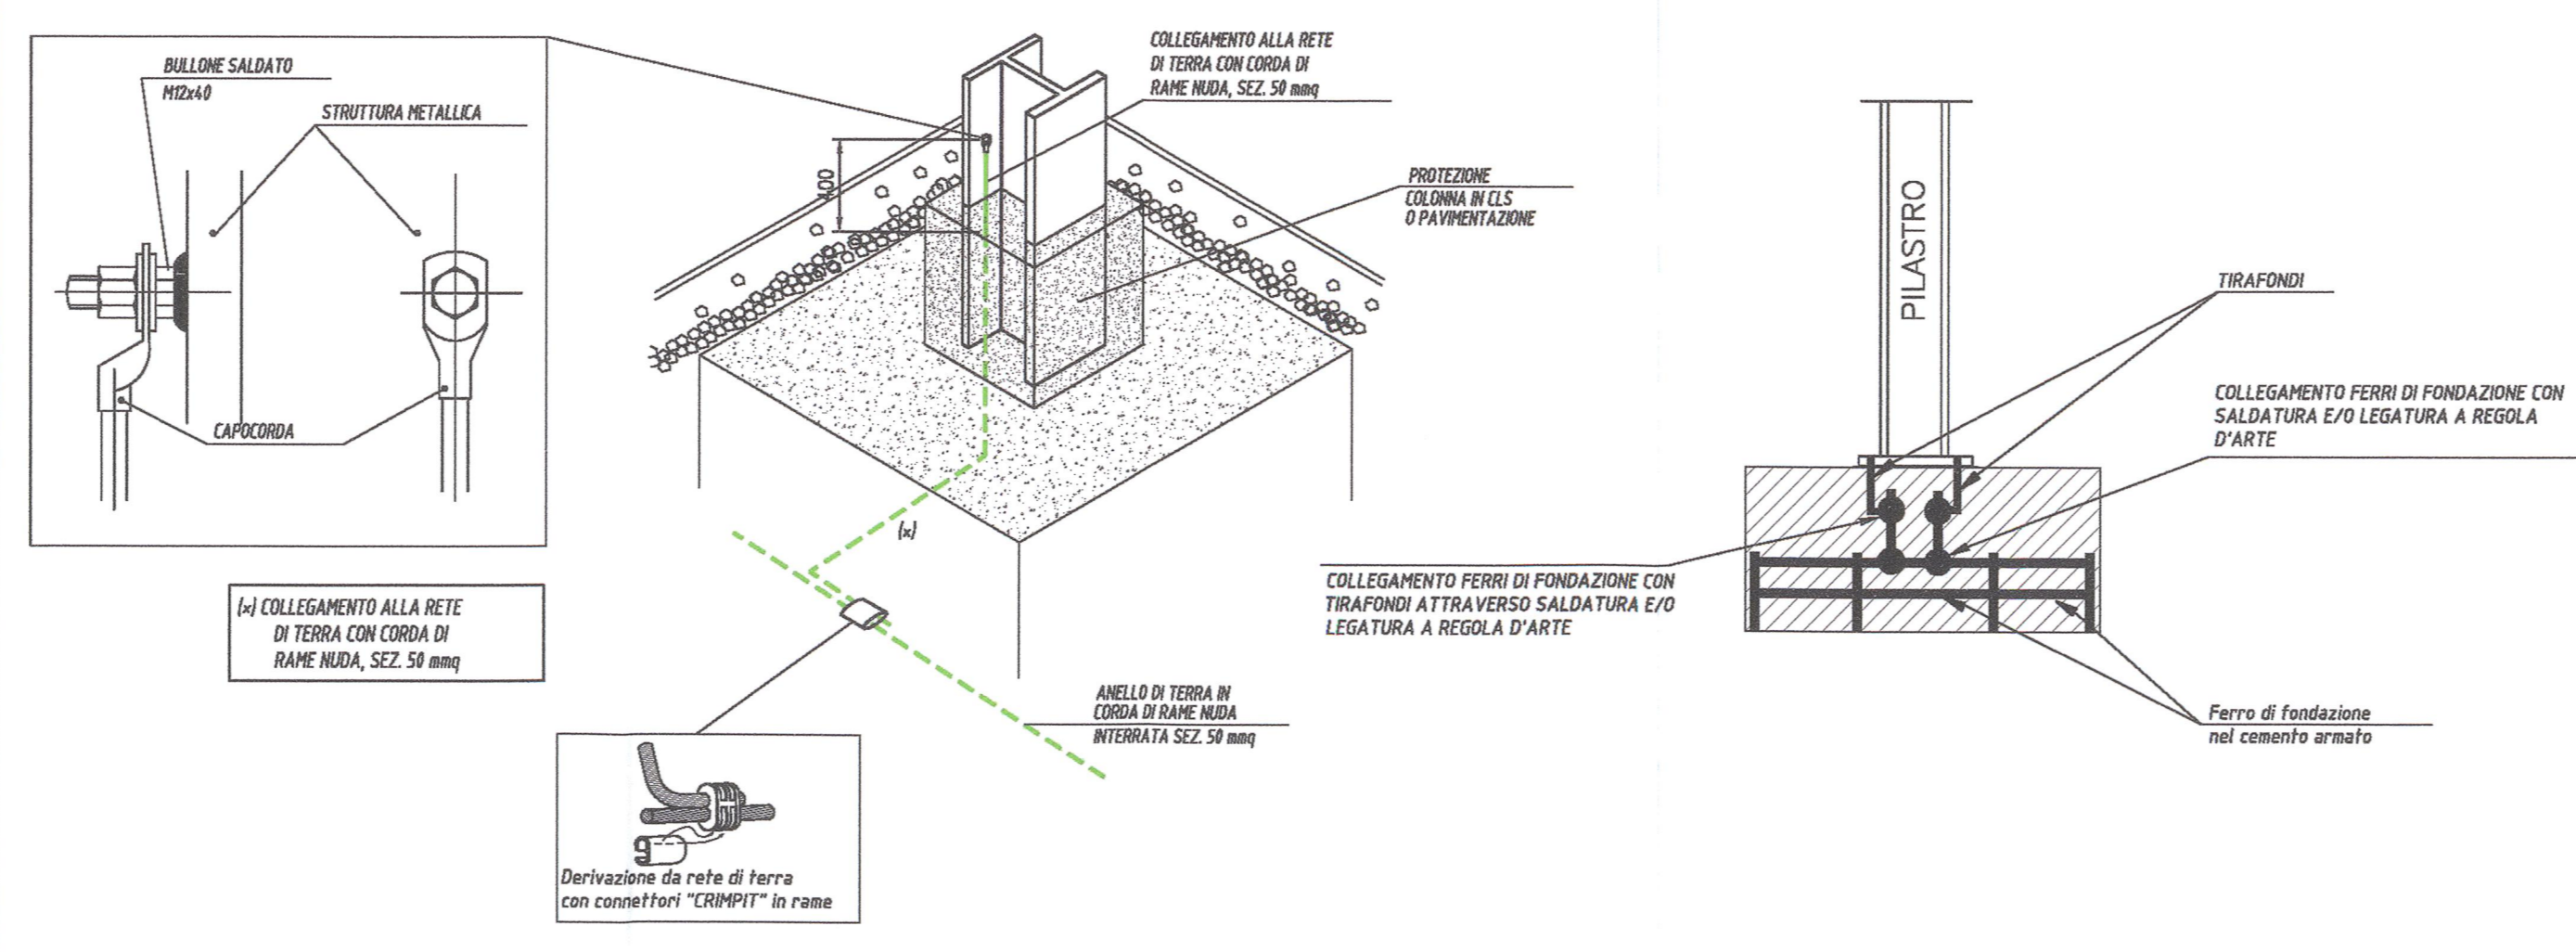 BULLONE SALDATO
M12x40
STRUTTURA METALLICA
CAPOCORDA
(x) COLLEGAMENTO ALLA RETE
DI TERRA CON CORDA DI
RAME NUDA, SEZ. 50 mmq
COLLEGAMENTO ALLA RETE
DI TERRA CON CORDA DI
RAME NUDA, SEZ. 50 mmq
400
PROTEZIONE
COLONNA IN CLS
O PAVIMENTAZIONE
(x)
ANELLO DI TERRA IN
CORDA DI RAME NUDA
INTERRATA SEZ. 50 mmq
Derivazione da rete di terra
con connettori "CRIMPIT" in rame
PILASTRO
TIRAFONDI
COLLEGAMENTO FERRI DI FONDAZIONE CON
SALDATURA E/O LEGATURA A REGOLA
D'ARTE
COLLEGAMENTO FERRI DI FONDAZIONE CON
TIRAFONDI ATTRAVERSO SALDATURA E/O
LEGATURA A REGOLA D'ARTE
Ferro di fondazione
nel cemento armato